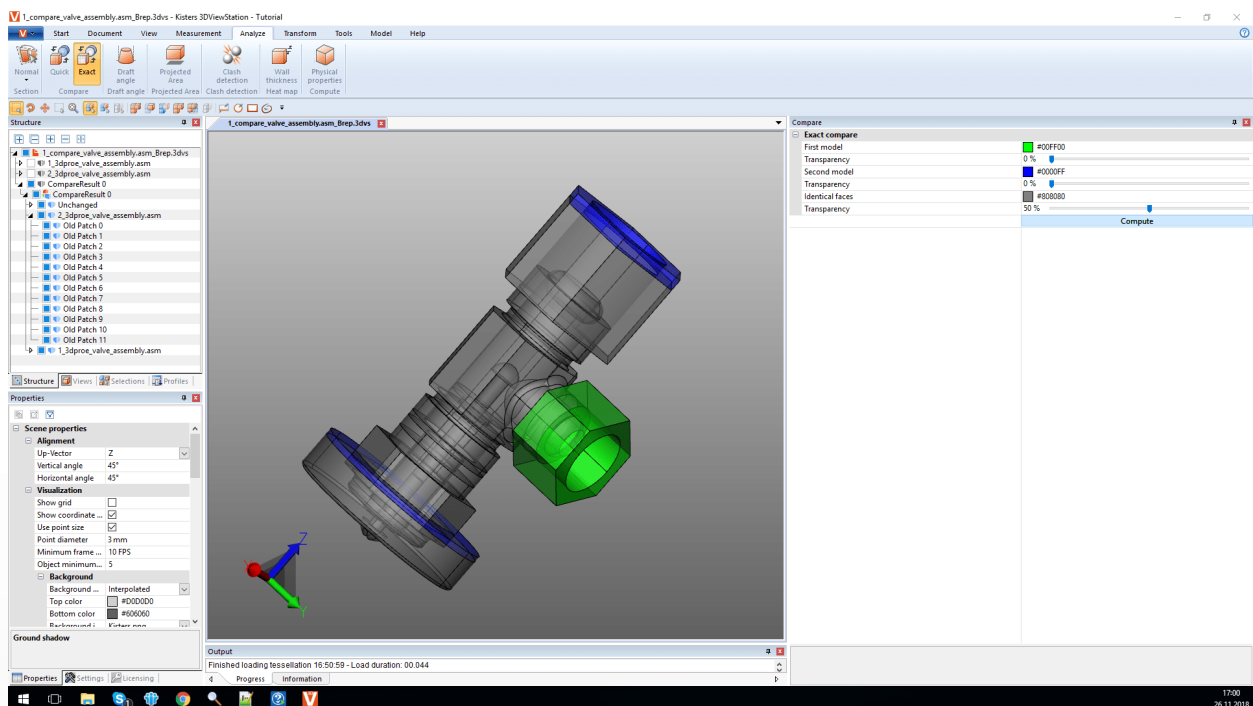 1_compare_valve_assembly.asm_Brep.3dvs - Kisters 3DViewStation - Tutorial
Start Document View Measurement Analyze Transform Tools Model Help
Normal Quick Exact Draft angle Projected Area Clash detection Wall thickness Physical properties
Section Compare Draft angle Projected Area Clash detection Heat map Compute
Structure
1_compare_valve_assembly.asm_Brep.3dvs
1_3dproe_valve_assembly.asm
2_3dproe_valve_assembly.asm
CompareResult 0
CompareResult 0
Unchanged
2_3dproe_valve_assembly.asm
Old Patch 0
Old Patch 1
Old Patch 2
Old Patch 3
Old Patch 4
Old Patch 5
Old Patch 6
Old Patch 7
Old Patch 8
Old Patch 9
Old Patch 10
Old Patch 11
1_3dproe_valve_assembly.asm
Structure Views Selections Profiles
Properties
Scene properties
Alignment
Up-Vector Z
Vertical angle 45°
Horizontal angle 45°
Visualization
Show grid
Show coordinate ...
Use point size
Point diameter 3 mm
Minimum frame ... 10 FPS
Object minimum... 5
Background
Background ... Interpolated
Top color #D0D0D0
Bottom color #606060
Background i Kisters.png
Ground shadow
Properties Settings Licensing
1_compare_valve_assembly.asm_Brep.3dvs
Z
Y
Output
Finished loading tessellation 16:50:59 - Load duration: 00.044
Progress Information
Compare
Exact compare
First model #00FF00
Transparency 0 %
Second model #0000FF
Transparency 0 %
Identical faces #808080
Transparency 50 %
Compute
17:00
26.11.2018